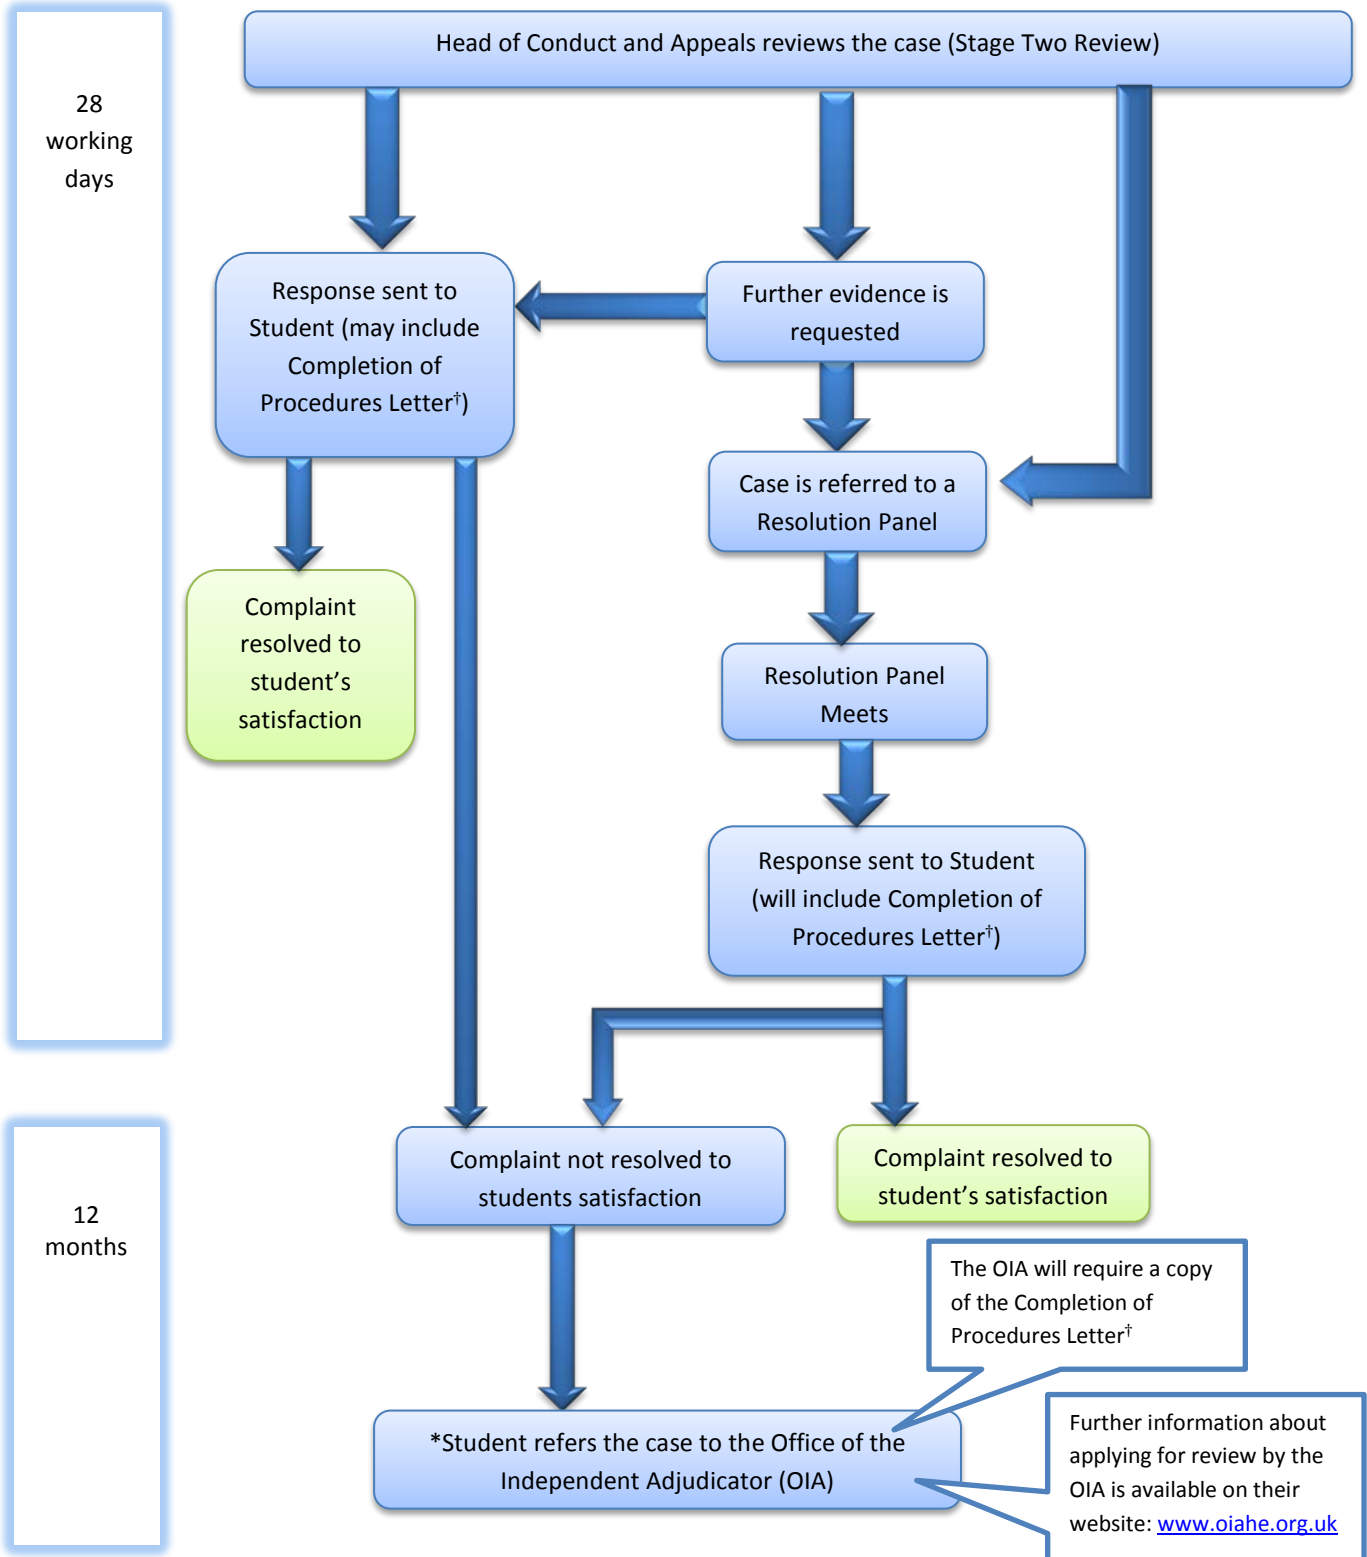 Head of Conduct and Appeals reviews the case (Stage Two Review)
28
working
days
Response sent to
Student (may include
Completion of
Procedures Letter†)
Further evidence is
requested
Case is referred to a
Resolution Panel
Complaint
resolved to
student’s
satisfaction
Resolution Panel
Meets
Response sent to Student
(will include Completion of
Procedures Letter†)
12
months
Complaint not resolved to
students satisfaction
Complaint resolved to
student’s satisfaction
The OIA will require a copy
of the Completion of
Procedures Letter†
*Student refers the case to the Office of the
Independent Adjudicator (OIA)
Further information about
applying for review by the
OIA is available on their
website: www.oiahe.org.uk